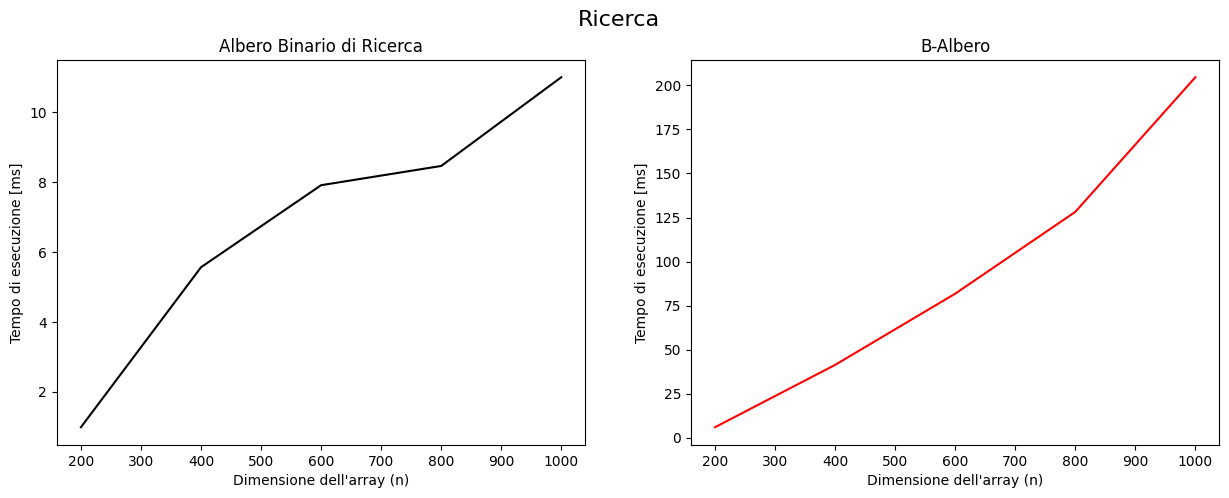 Ricerca
Albero Binario di Ricerca
10
8
6
4
2
Tempo di esecuzione [ms]
200 300 400 500 600 700 800 900 1000
Dimensione dell'array (n)
B-Albero
200
175
150
125
100
75
50
25
0
Tempo di esecuzione [ms]
200 300 400 500 600 700 800 900 1000
Dimensione dell'array (n)